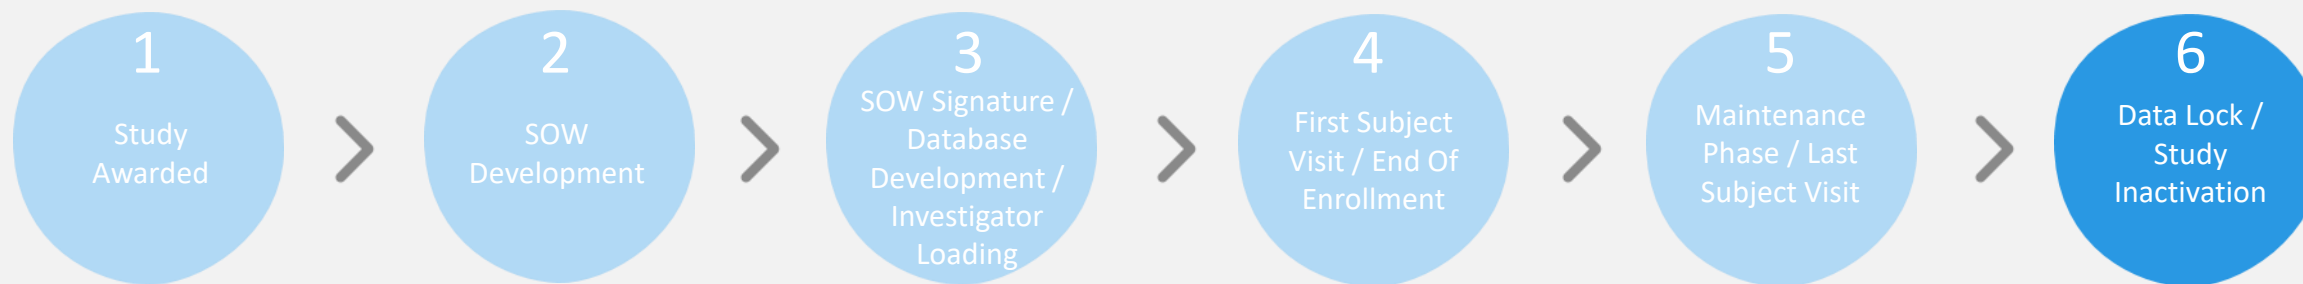 1
Study
Awarded
2
SOW
Development
3
SOW Signature /
Database
Development /
Investigator
Loading
4
First Subject
Visit / End Of
Enrollment
5
Maintenance
Phase / Last
Subject Visit
6
Data Lock /
Study
Inactivation